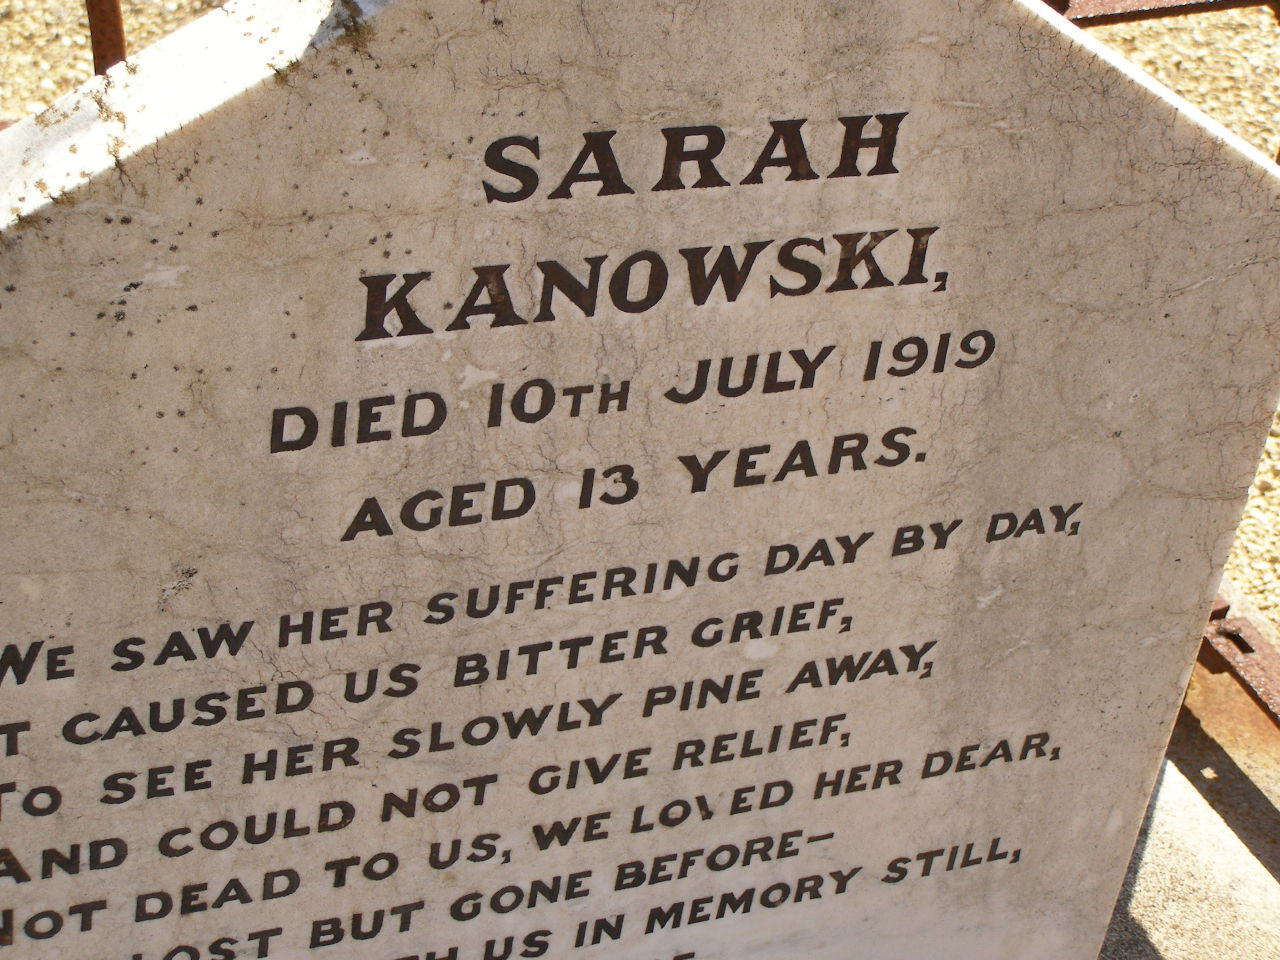 SARAH
KANOWSKI,
DIED 10TH JULY 1919
AGED 13 YEARS.
WE SAW HER SUFFERING DAY BY DAY,
T CAUSED US BITTER GRIEF,
TO SEE HER SLOWLY PINE AWAY,
AND COULD NOT GIVE RELIEF,
NOT DEAD TO US, WE LOVED HER DEAR,
LOST BUT GONE BEFORE—
TH US IN MEMORY STILL,